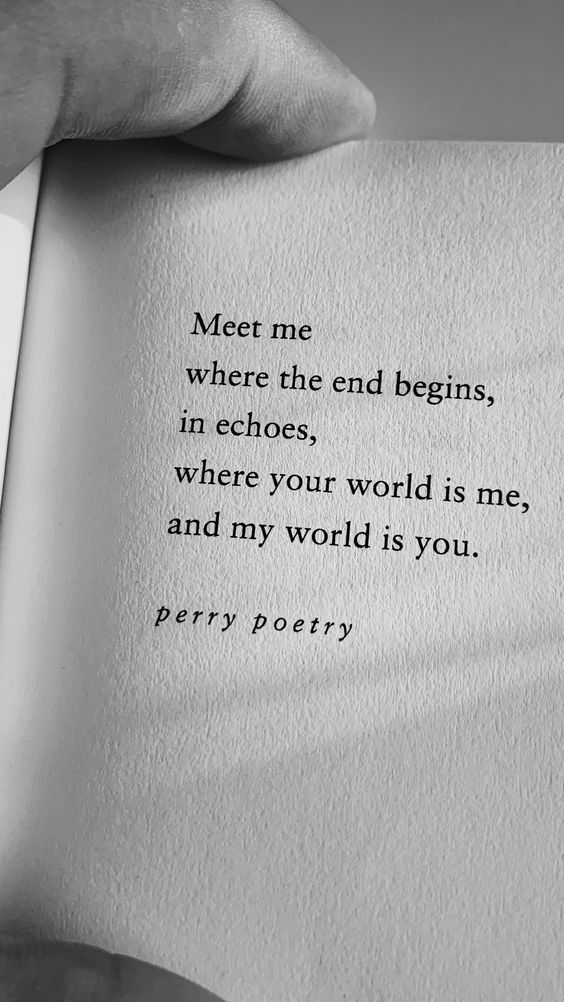 Meet me
where the end begins,
in echoes,
where your world is me,
and my world is you.
perry poetry